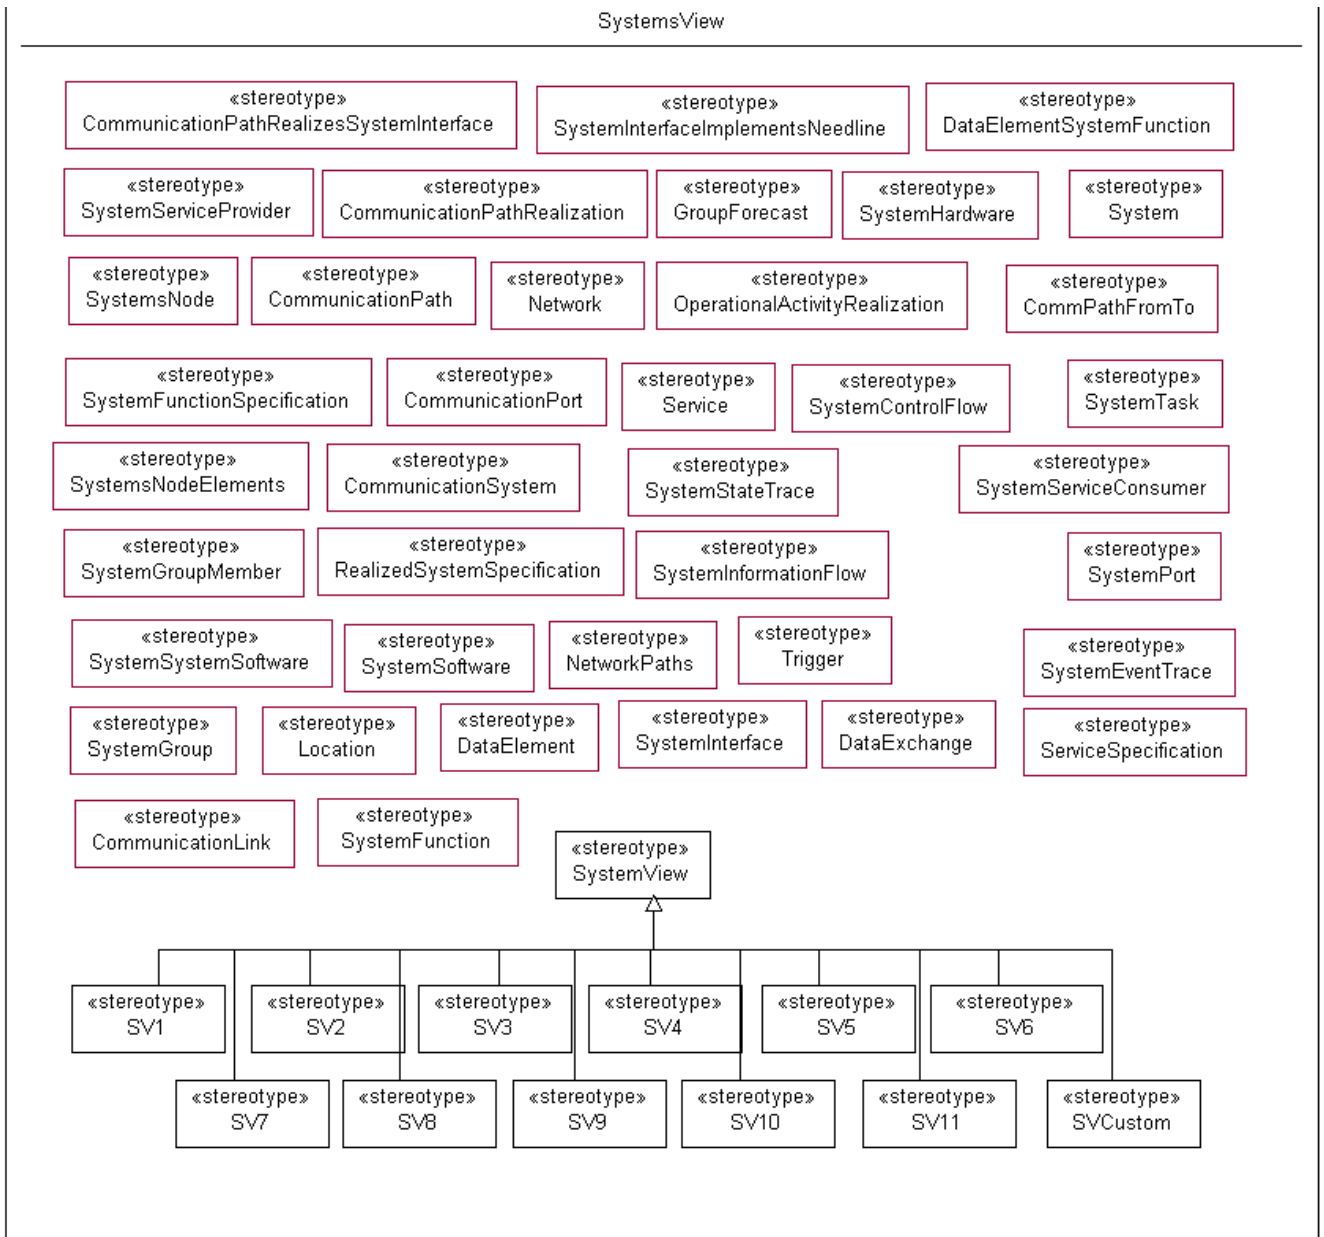 SystemsView
«stereotype»
CommunicationPathRealizesSystemInterface
«stereotype»
SystemInterfaceImplementsNeedline
«stereotype»
DataElementSystemFunction
«stereotype»
SystemServiceProvider
«stereotype»
CommunicationPathRealization
«stereotype»
GroupForecast
«stereotype»
SystemHardware
«stereotype»
System
«stereotype»
SystemsNode
«stereotype»
CommunicationPath
«stereotype»
Network
«stereotype»
OperationalActivityRealization
«stereotype»
CommPathFromTo
«stereotype»
SystemFunctionSpecification
«stereotype»
CommunicationPort
«stereotype»
Service
«stereotype»
SystemControlFlow
«stereotype»
SystemTask
«stereotype»
SystemsNodeElements
«stereotype»
CommunicationSystem
«stereotype»
SystemStateTrace
«stereotype»
SystemServiceConsumer
«stereotype»
SystemGroupMember
«stereotype»
RealizedSystemSpecification
«stereotype»
SystemInformationFlow
«stereotype»
SystemPort
«stereotype»
SystemSystemSoftware
«stereotype»
SystemSoftware
«stereotype»
NetworkPaths
«stereotype»
Trigger
«stereotype»
SystemEventTrace
«stereotype»
SystemGroup
«stereotype»
Location
«stereotype»
DataElement
«stereotype»
SystemInterface
«stereotype»
DataExchange
«stereotype»
ServiceSpecification
«stereotype»
CommunicationLink
«stereotype»
SystemFunction
«stereotype»
SystemView
«stereotype»
SV1
«stereotype»
SV2
«stereotype»
SV3
«stereotype»
SV4
«stereotype»
SV5
«stereotype»
SV6
«stereotype»
SV7
«stereotype»
SV8
«stereotype»
SV9
«stereotype»
SV10
«stereotype»
SV11
«stereotype»
SVCustom